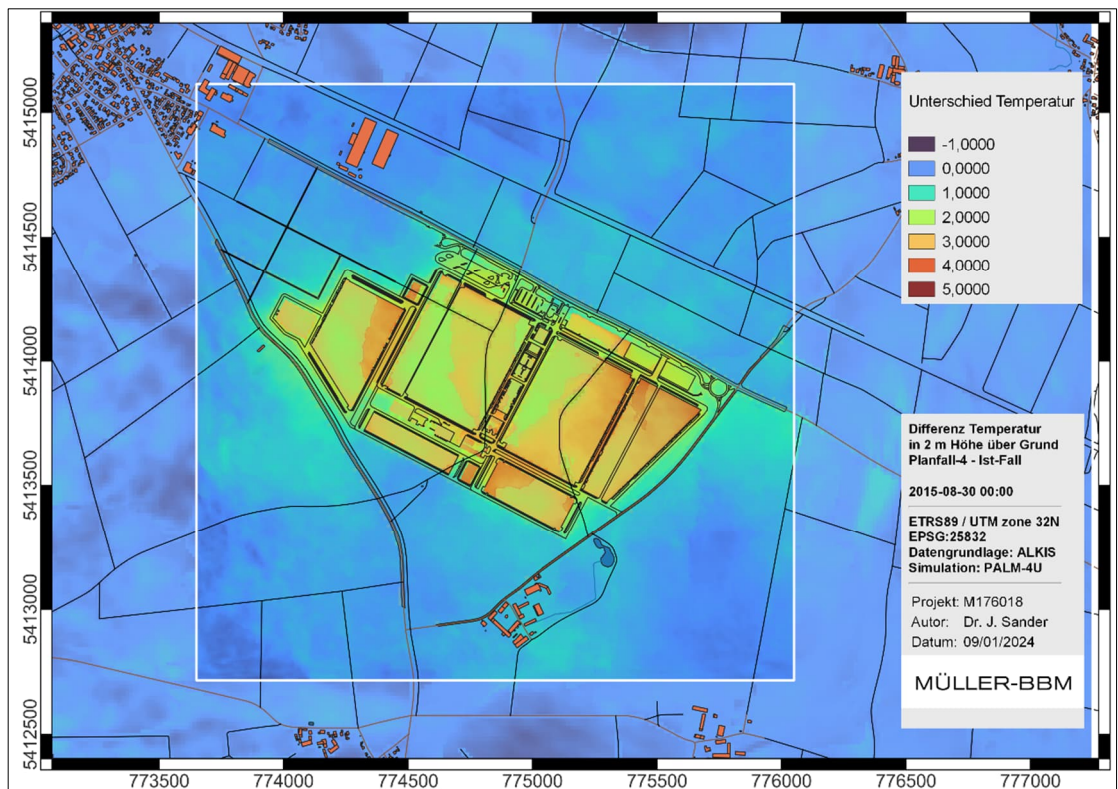 5415000
5414500
5414000
5413500
5413000
5412500
773500
774000
774500
775000
775500
776000
776500
777000
Unterschied Temperatur
-1,0000
0,0000
1,0000
2,0000
3,0000
4,0000
5,0000
Differenz Temperatur
in 2 m Höhe über Grund
Planfall-4 - Ist-Fall
2015-08-30 00:00
ETRS89 / UTM zone 32N
EPSG:25832
Datengrundlage: ALKIS
Simulation: PALM-4U
Projekt: M176018
Autor: Dr. J. Sander
Datum: 09/01/2024
MÜLLER-BBM